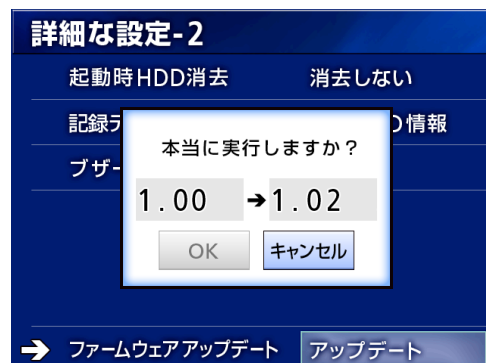 詳細な設定-2
起動時HDD消去 消去しない
記録 情報
本当に実行しますか？
ブザー
1.00 → 1.02
OK キャンセル
➔ ファームウェアアップデート アップデート